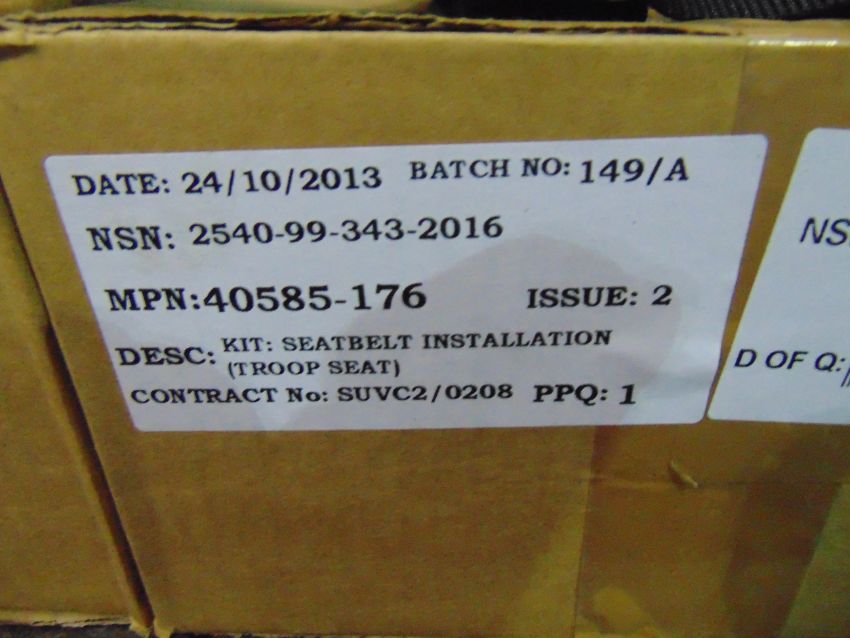 DATE: 24/10/2013 BATCH NO: 149/A
NSN: 2540-99-343-2016
MPN:40585-176 ISSUE: 2
DESC: KIT: SEATBELT INSTALLATION
(TROOP SEAT)
CONTRACT No: SUVC2/0208 PPQ: 1
NS
D OF Q: